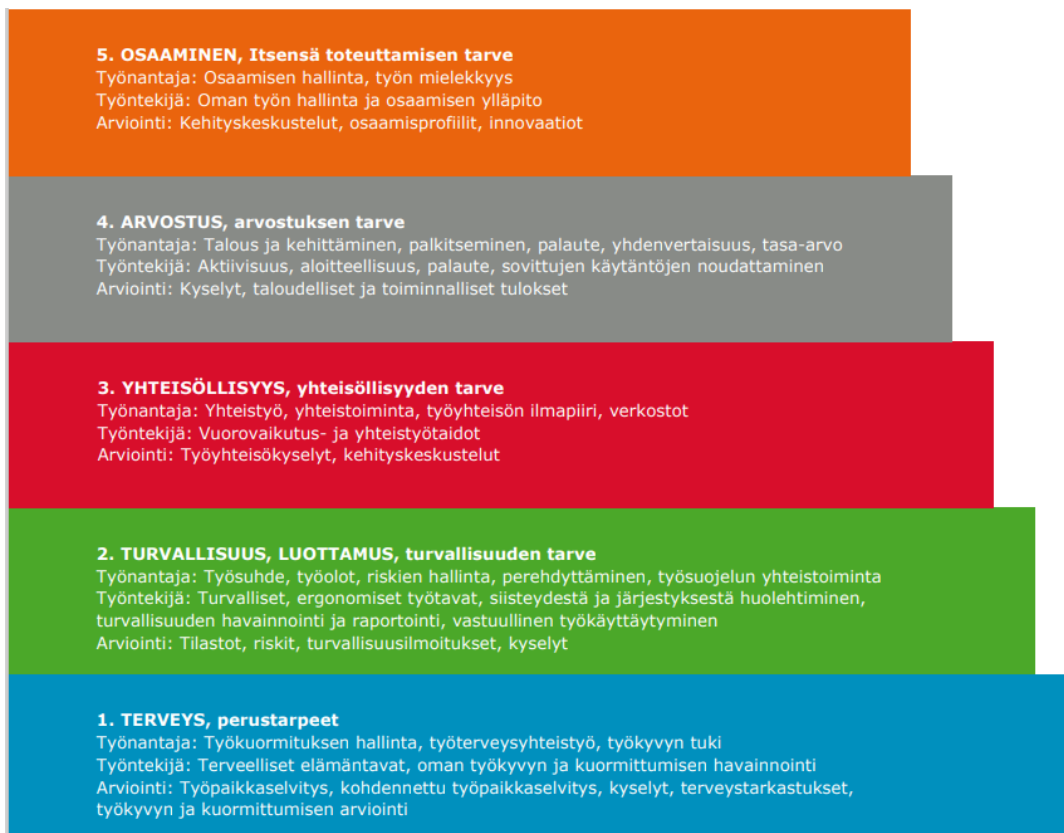 5. OSAAMINEN, Itsensä toteuttamisen tarve
Työnantaja: Osaamisen hallinta, työn mielekkyys
Työntekijä: Oman työn hallinta ja osaamisen ylläpito
Arviointi: Kehityskeskustelut, osaamisprofiilit, innovaatiot
4. ARVOSTUS, arvostuksen tarve
Työnantaja: Talous ja kehittäminen, palkitseminen, palaute, yhdenvertaisuus, tasa-arvo
Työntekijä: Aktiivisuus, aloitteellisuus, palaute, sovittujen käytäntöjen noudattaminen
Arviointi: Kyselyt, taloudelliset ja toiminnalliset tulokset
3. YHTEISÖLLISYYS, yhteisöllisyyden tarve
Työnantaja: Yhteistyö, yhteistoiminta, työyhteisön ilmapiiri, verkostot
Työntekijä: Vuorovaikutus- ja yhteistyötaidot
Arviointi: Työyhteisökyselyt, kehityskeskustelut
2. TURVALLISUUS, LUOTTAMUS, turvallisuuden tarve
Työnantaja: Työsuhde, työolot, riskien hallinta, perehdyttäminen, työsuojelun yhteistoiminta
Työntekijä: Turvalliset, ergonomiset työtavat, siisteydestä ja järjestyksestä huolehtiminen,
turvallisuuden havainnointi ja raportointi, vastuullinen työkäyttäytyminen
Arviointi: Tilastot, riskit, turvallisuusilmoitukset, kyselyt
1. TERVEYS, perustarpeet
Työnantaja: Työkuormituksen hallinta, työterveysyhteistyö, työkyvyn tuki
Työntekijä: Terveelliset elämäntavat, oman työkyvyn ja kuormittumisen havainnointi
Arviointi: Työpaikkaselvitys, kohdennettu työpaikkaselvitys, kyselyt, terveystarkastukset,
työkyvyn ja kuormittumisen arviointi